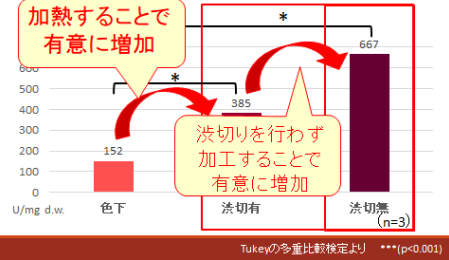 加熱することで
有意に増加
*
667
600
500
400
300
200
100
0
*
385
152
渋切りを行わず
加工することで
有意に増加
U/mg d.w.
色下
渋切有
渋切無
(n=3)
Tukeyの多重比較検定より ***(p<0.001)